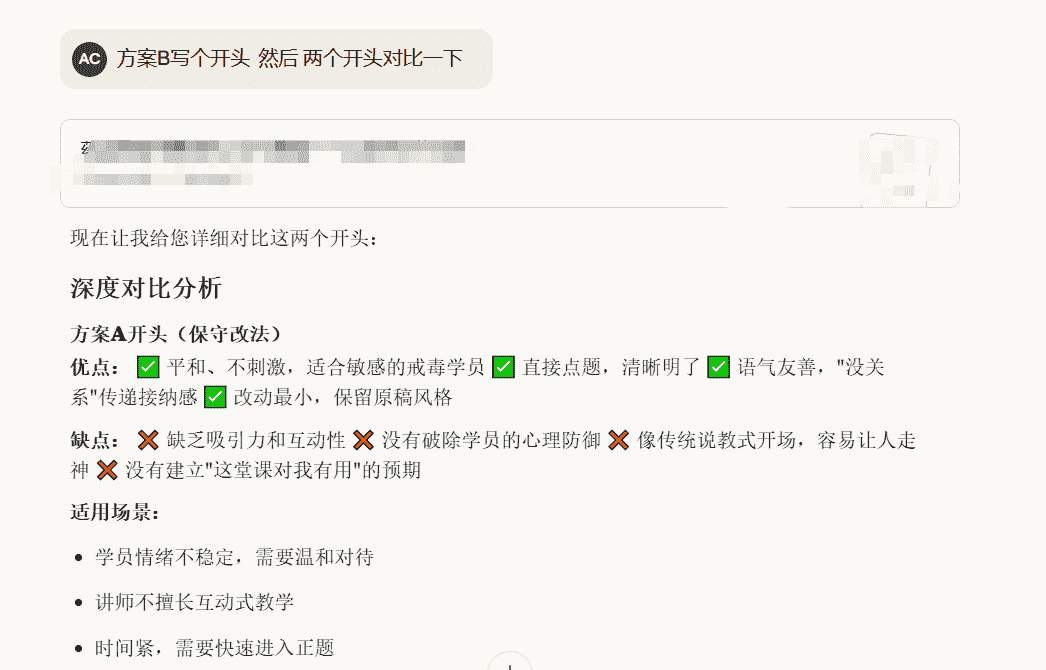 AC 方案B写个开头 然后 两个开头对比一下
现在让我给您详细对比这两个开头：
深度对比分析
方案A开头（保守改法）
优点： ✅ 平和、不刺激，适合敏感的戒毒学员 ✅ 直接点题，清晰明了 ✅ 语气友善，"没关
系"传递接纳感 ✅ 改动最小，保留原稿风格
缺点： ❌ 缺乏吸引力和互动性 ❌ 没有破除学员的心理防御 ❌ 像传统说教式开场，容易让人走
神 ❌ 没有建立"这堂课对我有用"的预期
适用场景：
• 学员情绪不稳定，需要温和对待
• 讲师不擅长互动式教学
• 时间紧，需要快速进入正题